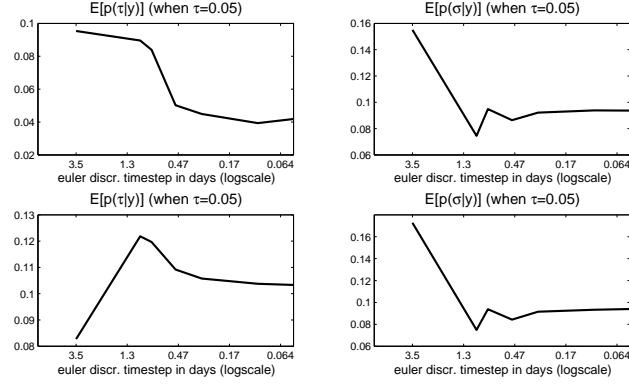 E[p(τ|y)] (when τ=0.05)
0.1
0.08
0.06
0.04
0.02
3.5 1.3 0.47 0.17 0.064
euler discr. timestep in days (logscale)
E[p(σ|y)] (when τ=0.05)
0.16
0.14
0.12
0.1
0.08
0.06
3.5 1.3 0.47 0.17 0.064
euler discr. timestep in days (logscale)
E[p(τ|y)] (when τ=0.05)
0.13
0.12
0.11
0.1
0.09
0.08
3.5 1.3 0.47 0.17 0.064
euler discr. timestep in days (logscale)
E[p(σ|y)] (when τ=0.05)
0.16
0.14
0.12
0.1
0.08
0.06
3.5 1.3 0.47 0.17 0.064
euler discr. timestep in days (logscale)